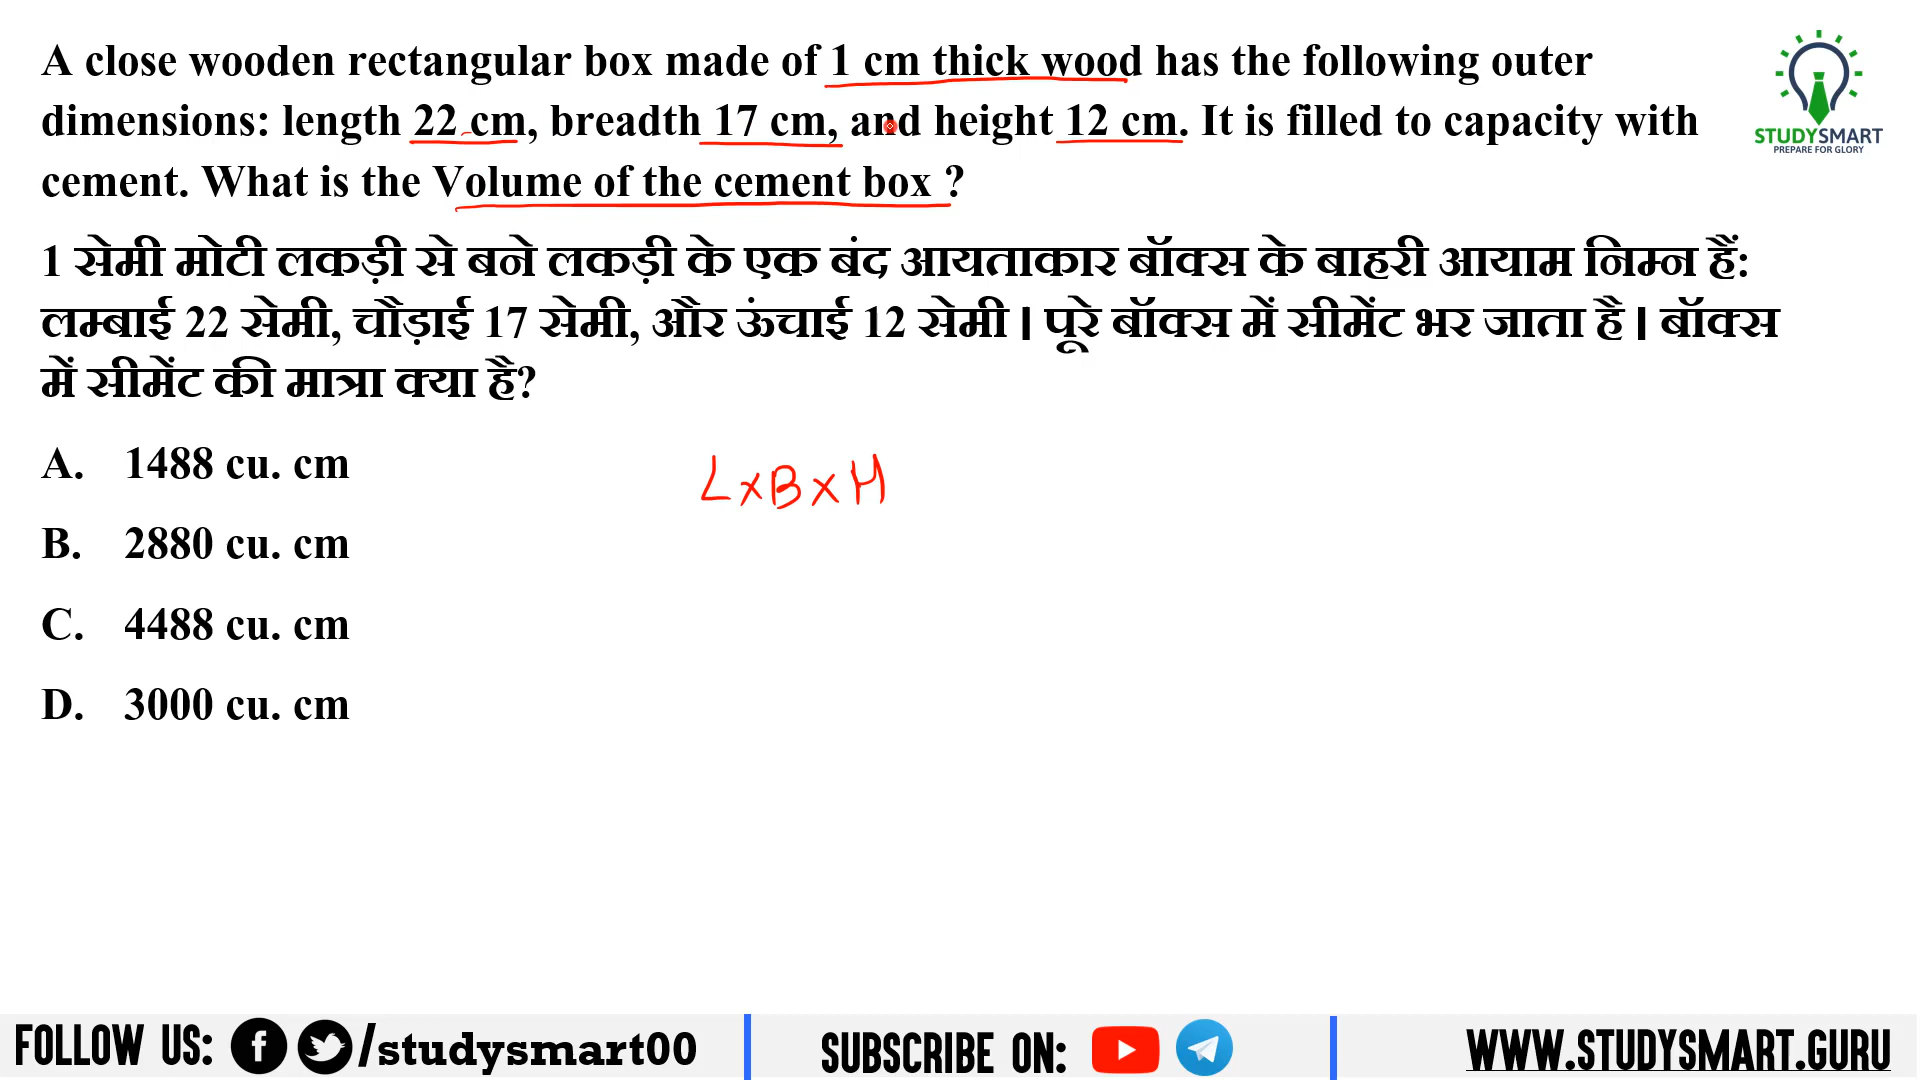 A close wooden rectangular box made of 1 cm thick wood has the following outer
dimensions: length 22 cm, breadth 17 cm, and height 12 cm. It is filled to capacity with
cement. What is the Volume of the cement box ?
STUDYSMART
PREPARE FOR GLORY
1 सेमी मोटी लकड़ी से बने लकड़ी के एक बंद आयताकार बॉक्स के बाहरी आयाम निम्न हैं:
लम्बाई 22 सेमी, चौड़ाई 17 सेमी, और ऊंचाई 12 सेमी । पूरे बॉक्स में सीमेंट भर जाता है । बॉक्स
में सीमेंट की मात्रा क्या है?
A. 1488 cu. cm
B. 2880 cu. cm
C. 4488 cu. cm
D. 3000 cu. cm
L×B×H
FOLLOW US: /studysmart00
SUBSCRIBE ON:
WWW.STUDYSMART.GURU